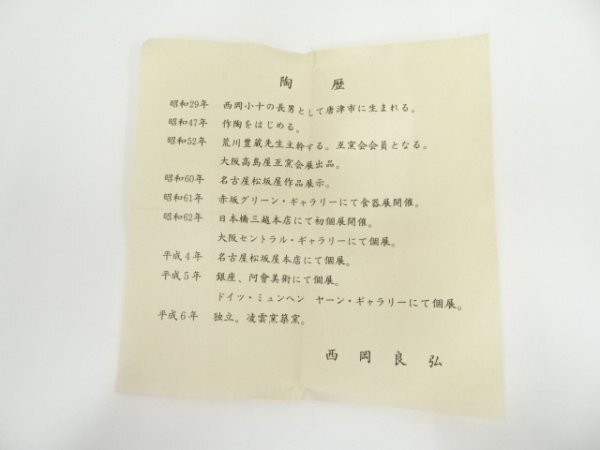 陶歴
昭和29年 西岡小十の長男として唐津市に生まれる。
昭和47年 作陶をはじめる。
昭和52年 荒川豊蔵先生主幹する。亜窯会会員となる。
大阪高島屋亜窯会展出品。
昭和60年 名古屋松坂屋作品展示。
昭和61年 赤坂グリーン・ギャラリーにて食器展開催。
昭和62年 日本橋三越本店にて初個展開催。
大阪セントラル・ギャラリーにて個展。
平成4年 名古屋松坂屋本店にて個展。
平成5年 銀座、阿曾美術にて個展。
ドイツ・ミュンヘン ヤーン・ギャラリーにて個展。
平成6年 独立。凌雲窯築窯。
西岡良弘